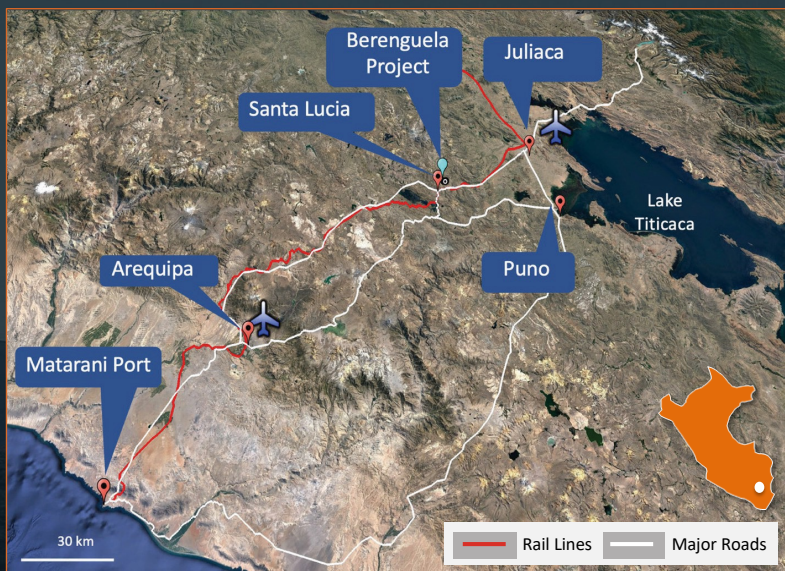 Berenguela
Project
Juliaca
Santa Lucia
Lake
Titicaca
Arequipa
Puno
Matarani Port
30 km
Rail Lines
Major Roads